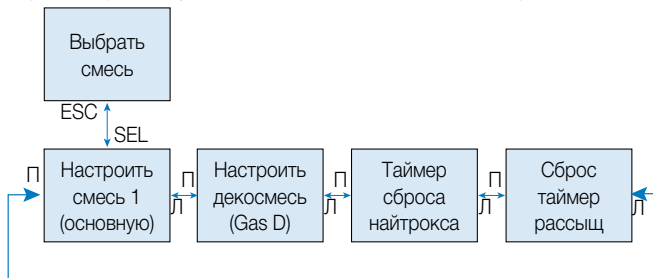 Выбрать
смесь
ESC
SEL
П
Настроить
смесь 1
(основную)
П
Л
Настроить
декосмесь
(Gas D)
П
Л
Таймер
сброса
найтрокса
П
Л
Сброс
таймер
рассыщ
Л